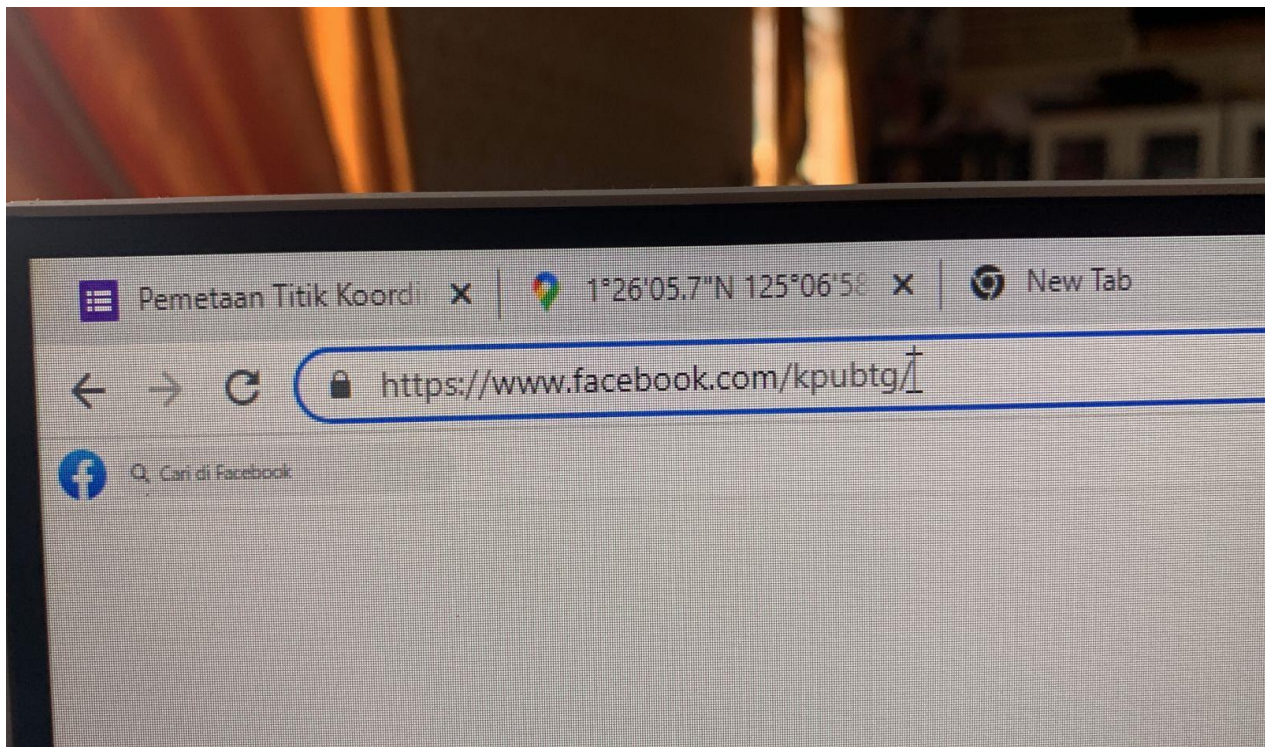 Pemetaan Titik Koordi
1°26'05.7"N 125°06'58
New Tab
https://www.facebook.com/kpubtg/
Cari di Facebook